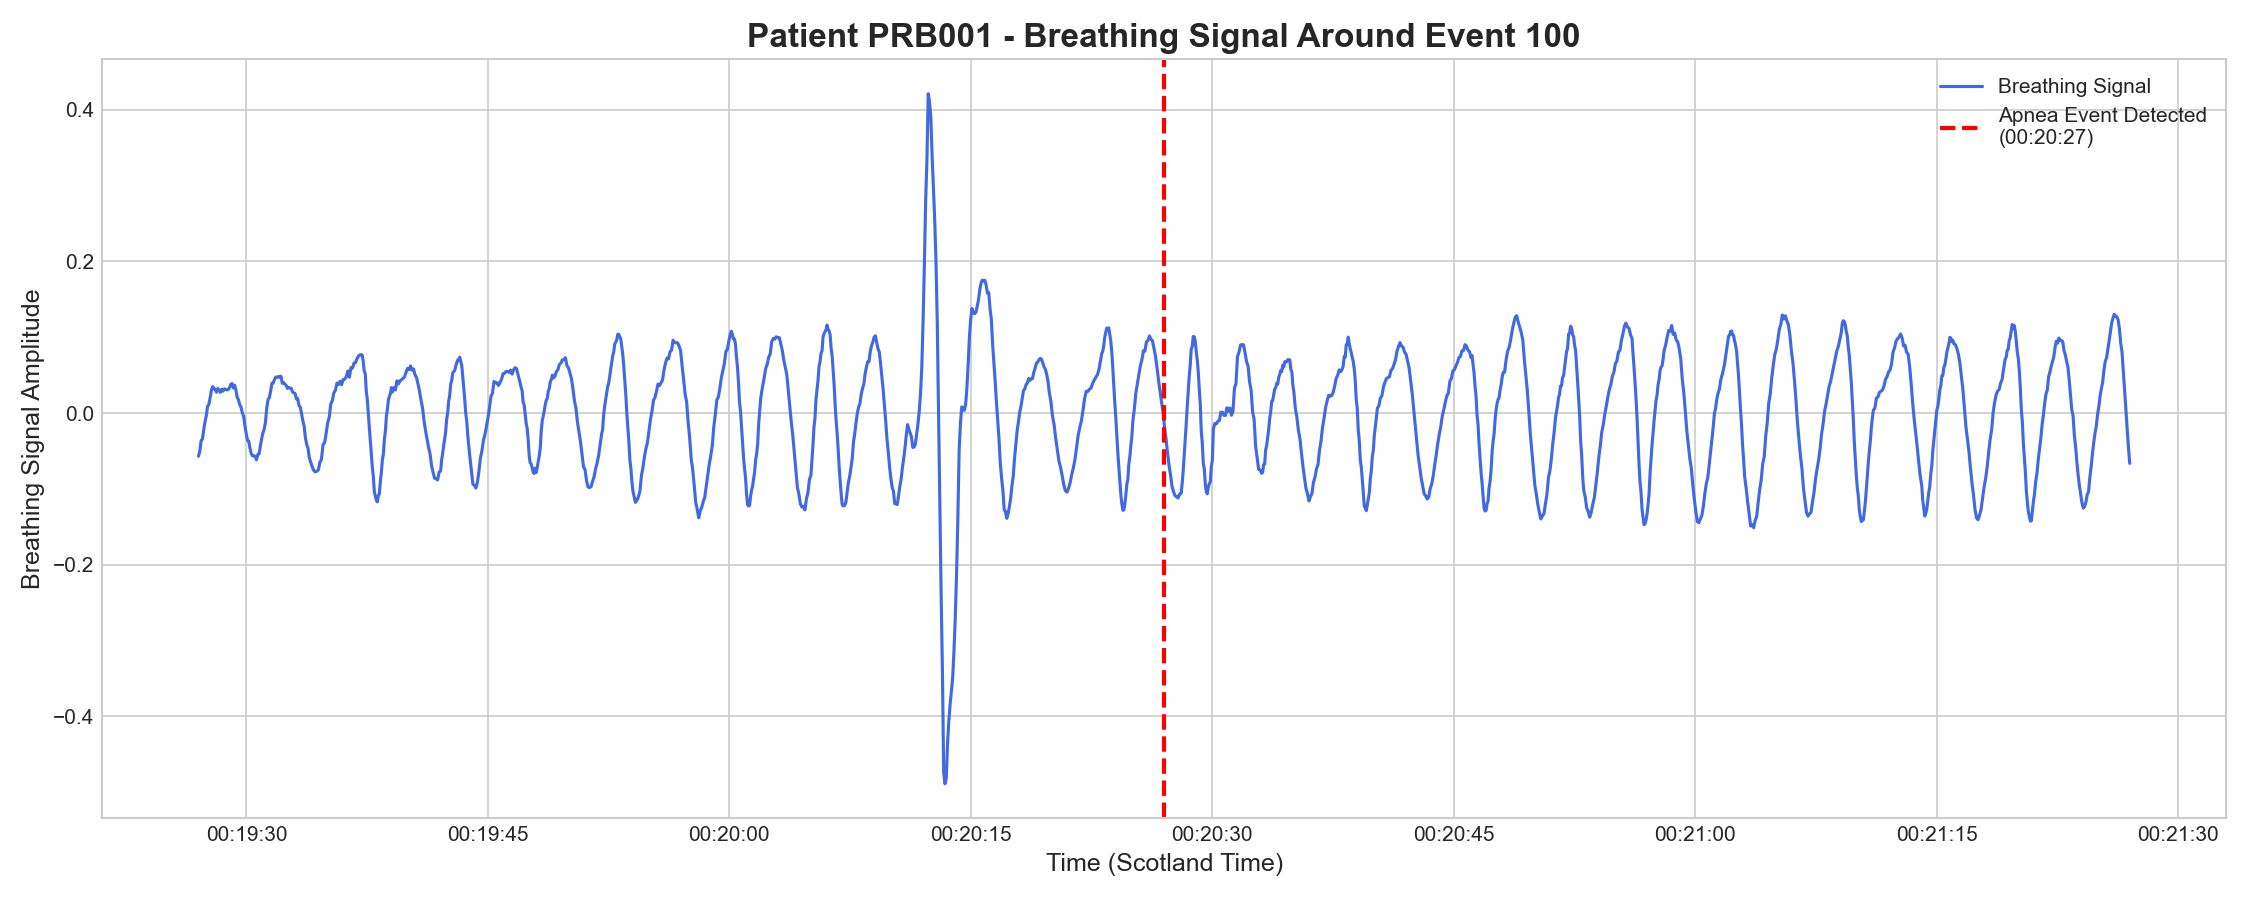 Patient PRB001 - Breathing Signal Around Event 100
Breathing Signal
Apnea Event Detected
(00:20:27)
Breathing Signal Amplitude
0.4
0.2
0.0
−0.2
−0.4
00:19:30 00:19:45 00:20:00 00:20:15 00:20:30 00:20:45 00:21:00 00:21:15 00:21:30
Time (Scotland Time)